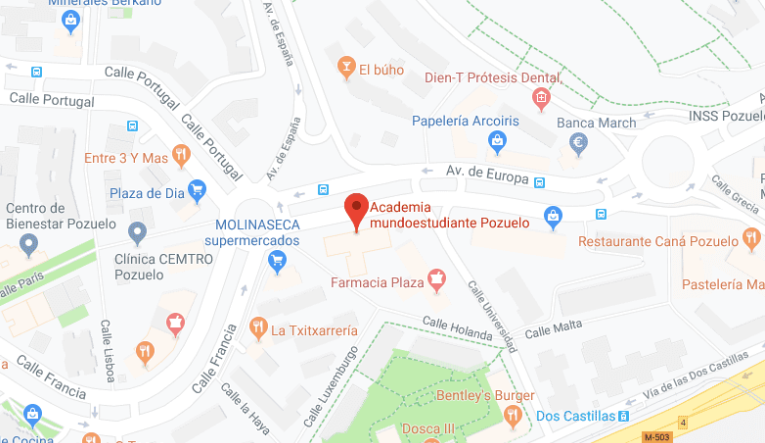 Minerales Berkano
Av. de España
El búho
Calle Portugal
Calle Portugal
Calle Portugal
Dien-T Prótesis Dental,
INSS Pozuelo
Papelería Arcoiris
Banca March
Av. de España
Entre 3 Y Mas
Av. de Europa
Calle Grecia
Plaza de Dia
Academia
mundoestudiante Pozuelo
Centro de
Bienestar Pozuelo
MOLINASECA
supermercados
Restaurante Caná Pozuelo
Clínica CEMTRO
Pozuelo
Farmacia Plaza
Pastelería Ma
alle París
Calle Universidad
Calle Lisboa
La Txitxarrería
Calle Holanda
Calle Malta
Calle Francia
Calle Luxemburgo
Calle Francia
Vía de las Dos Castillas
Calle la Haya
Bentley's Burger
Dos Castillas
4
Dosca III
M-503
de Cocina